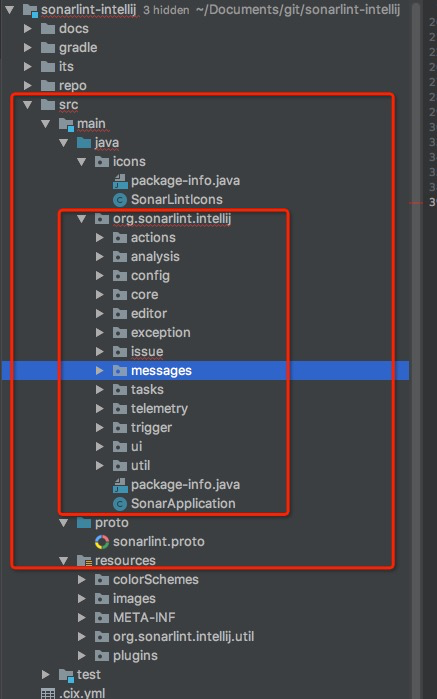 sonarlint-intellij 3 hidden ~/Documents/git/sonarlint-intellij
docs
gradle
its
repo
src
main
java
icons
package-info.java
SonarLintIcons
org.sonarlint.intellij
actions
analysis
config
core
editor
exception
issue
messages
tasks
telemetry
trigger
ui
util
package-info.java
SonarApplication
proto
sonarlint.proto
resources
colorSchemes
images
META-INF
org.sonarlint.intellij.util
plugins
test
.cix.yml